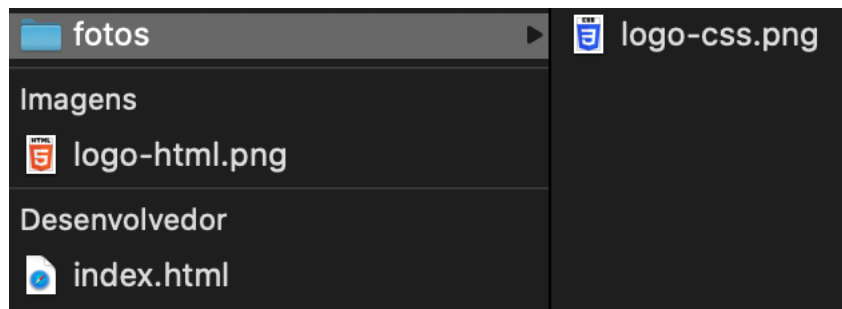 fotos
logo-css.png
Imagens
logo-html.png
Desenvolvedor
index.html